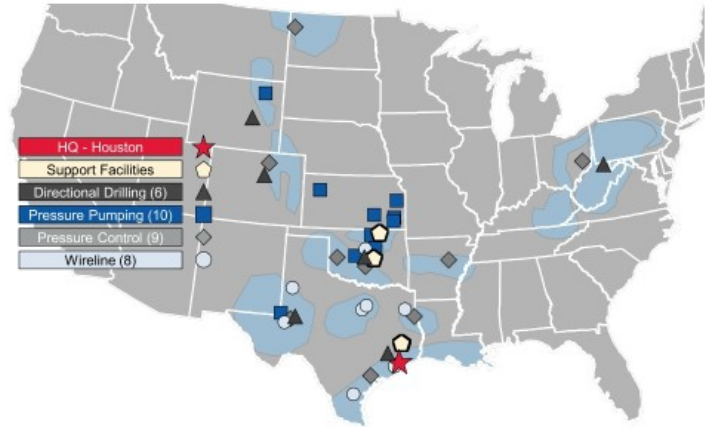 HQ - Houston
Support Facilities
Directional Drilling (6)
Pressure Pumping (10)
Pressure Control (9)
Wireline (8)